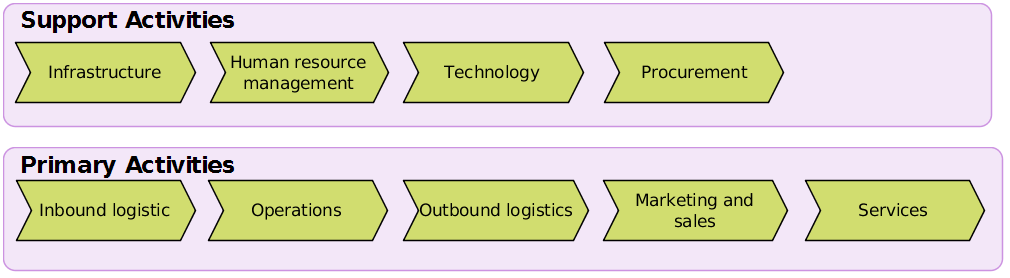 Support Activities
Infrastructure
Human resource
management
Technology
Procurement
Primary Activities
Inbound logistic
Operations
Outbound logistics
Marketing and
sales
Services